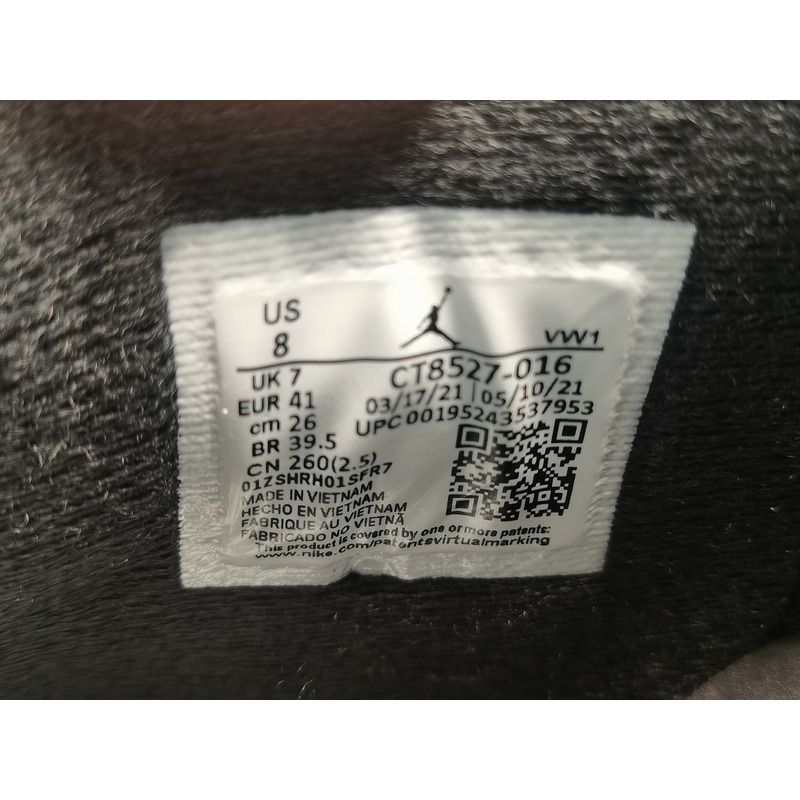 US
8
VW1
UK 7
CT8527-016
EUR 41
03/17/21 | 05/10/21
cm 26
UPC 00195243537953
BR 39.5
CN 260(2.5)
01ZSHRH01SFR7
MADE IN VIETNAM
HECHO EN VIETNAM
FABRIQUE AU VIETNAM
FABRICADO NO VIETNÃ
This product is covered by one or more patents:
www.nike.com/patentsvirtualmarking